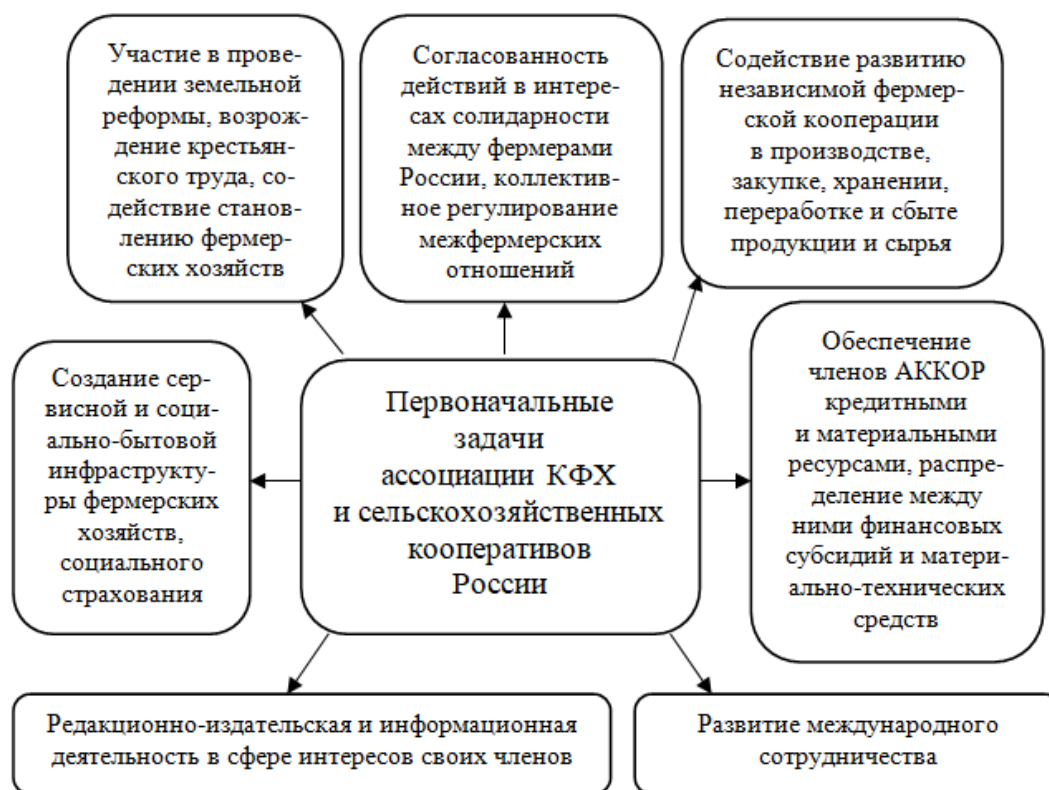 Участие в прове-
дении земельной
реформы, возрож-
дение крестьян-
ского труда, со-
действие станов-
лению фермер-
ских хозяйств
Согласованность
действий в интере-
сах солидарности
между фермерами
России, коллектив-
ное регулирование
межфермерских
отношений
Содействие развитию
независимой фермер-
ской кооперации
в производстве,
закупке, хранении,
переработке и сбыте
продукции и сырья
Создание сер-
висной и соци-
ально-бытовой
инфраструкту-
ры фермерских
хозяйств,
социального
страхования
Первоначальные
задачи
ассоциации КФХ
и сельскохозяйственных
кооперативов
России
Обеспечение
членов АККОР
кредитными
и материальными
ресурсами, распре-
деление между
ними финансовых
субсидий и матери-
ально-технических
средств
Редакционно-издательская и информационная
деятельность в сфере интересов своих членов
Развитие международного
сотрудничества